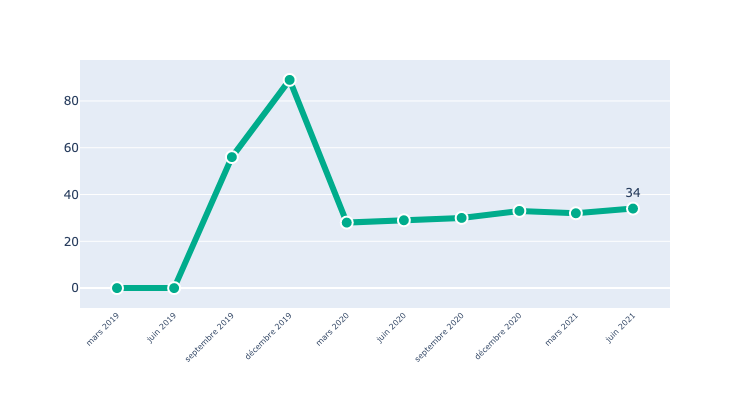 80
60
40
20
0
34
mars 2019
juin 2019
septembre 2019
décembre 2019
mars 2020
juin 2020
septembre 2020
décembre 2020
mars 2021
juin 2021